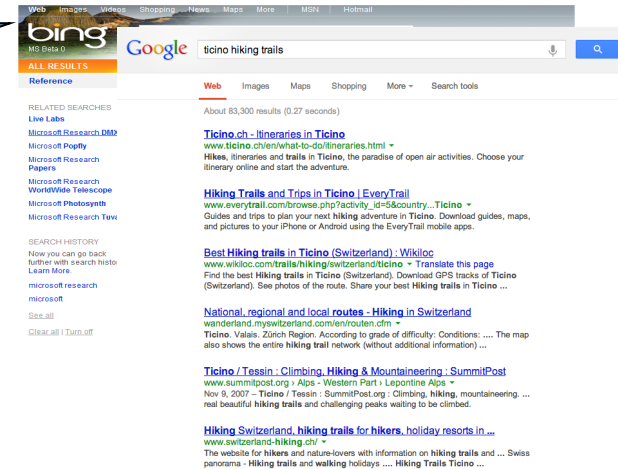 Web Images Videos Shopping News Maps More | MSN | Hotmail
bing
MS Beta 0
ALL RESULTS
Reference
RELATED SEARCHES
Live Labs
Microsoft Research DMX
Microsoft Popfly
Microsoft Research
Papers
Microsoft Research
WorldWide Telescope
Microsoft Photosynth
Microsoft Research Tuva
SEARCH HISTORY
Now you can go back
further with search histo
Learn More.
microsoft research
microsoft
See all
Clear all | Turn off
Google
ticino hiking trails
Web Images Maps Shopping More Search tools
About 83,300 results (0.27 seconds)
Ticino.ch - Itineraries in Ticino
www.ticino.ch/en/what-to-do/itineraries.html
Hikes, itineraries and trails in Ticino, the paradise of open air activities. Choose your
itinerary online and start the adventure.
Hiking Trails and Trips in Ticino | EveryTrail
www.everytrail.com/browse.php?activity_id=5&country...Ticino
Guides and trips to plan your next hiking adventure in Ticino. Download guides, maps,
and pictures to your iPhone or Android using the EveryTrail mobile apps.
Best Hiking trails in Ticino (Switzerland) : Wikiloc
www.wikiloc.com/trails/hiking/switzerland/ticino Translate this page
Find the best Hiking trails in Ticino (Switzerland). Download GPS tracks of Ticino
(Switzerland). See photos of the route. Share your best Hiking trails in Ticino ...
National, regional and local routes - Hiking in Switzerland
wanderland.myswitzerland.com/en/routen.cfm
Ticino. Valais. Zürich Region. According to grade of difficulty: Conditions: .... The map
also shows the entire hiking trail network (without additional information) ...
Ticino / Tessin : Climbing, Hiking & Mountaineering : SummitPost
www.summitpost.org › Alps - Western Part › Lepontine Alps
Nov 9, 2007 – Ticino / Tessin : SummitPost.org : Climbing, hiking, mountaineering. ...
real beautiful hiking trails and challenging peaks waiting to be climbed.
Hiking Switzerland, hiking trails for hikers, holiday resorts in ...
www.switzerland-hiking.ch/
The website for hikers and nature-lovers with information on hiking trails and ... Swiss
panorama - Hiking trails and walking holidays .... Hiking Trails Ticino ...